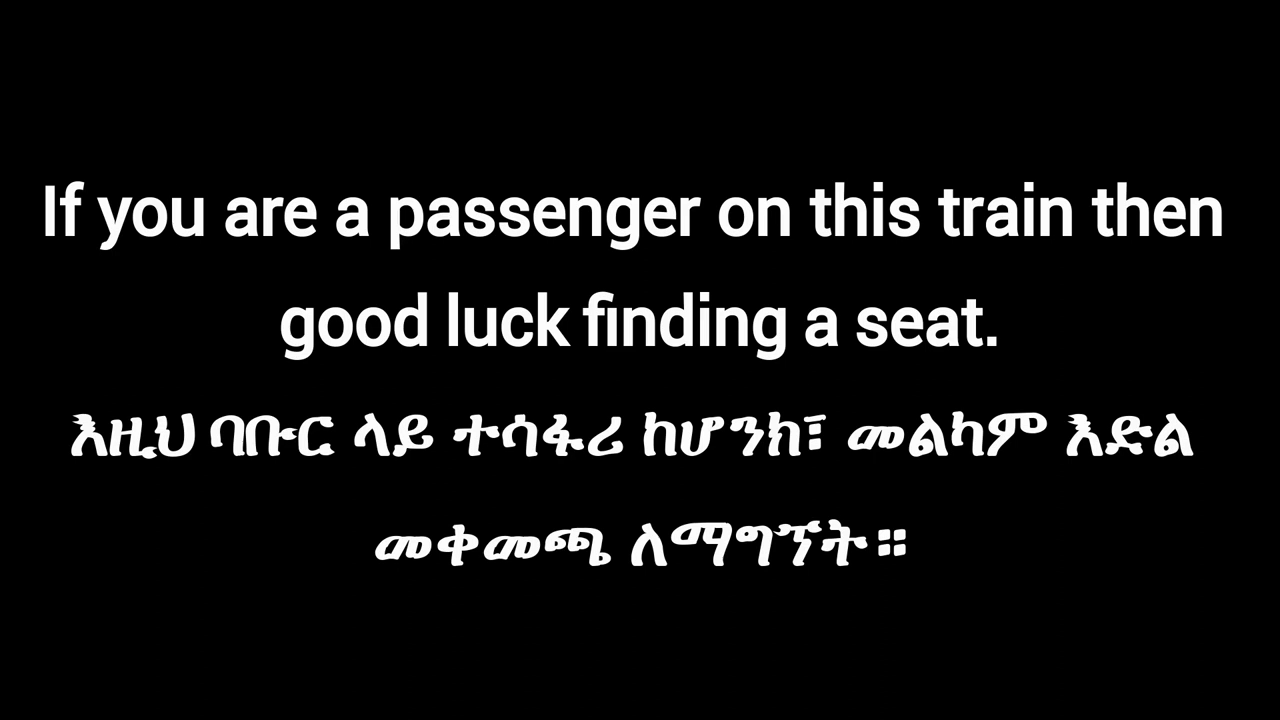 If you are a passenger on this train then
good luck finding a seat.
እዚህ ባቡር ላይ ተሳፋሪ ከሆንክ፣ መልካም እድል
መቀመጫ ለማግኘት።